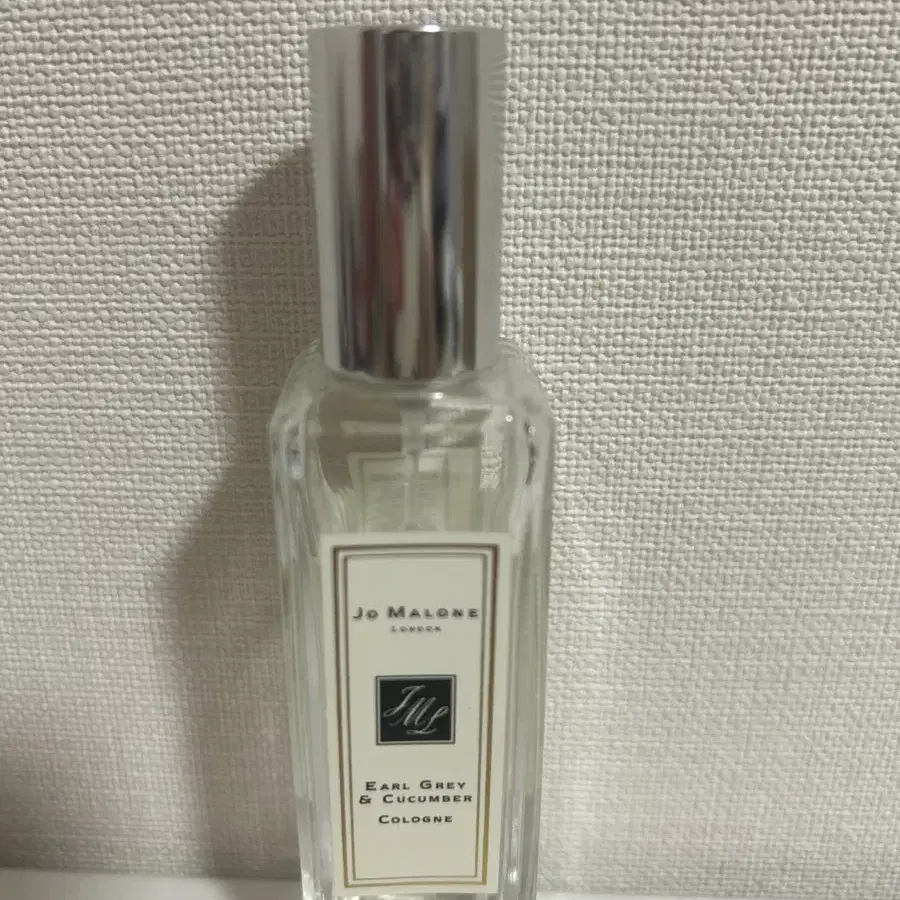 JO MALONE
LONDON
JML
EARL GREY
& CUCUMBER
COLOGNE